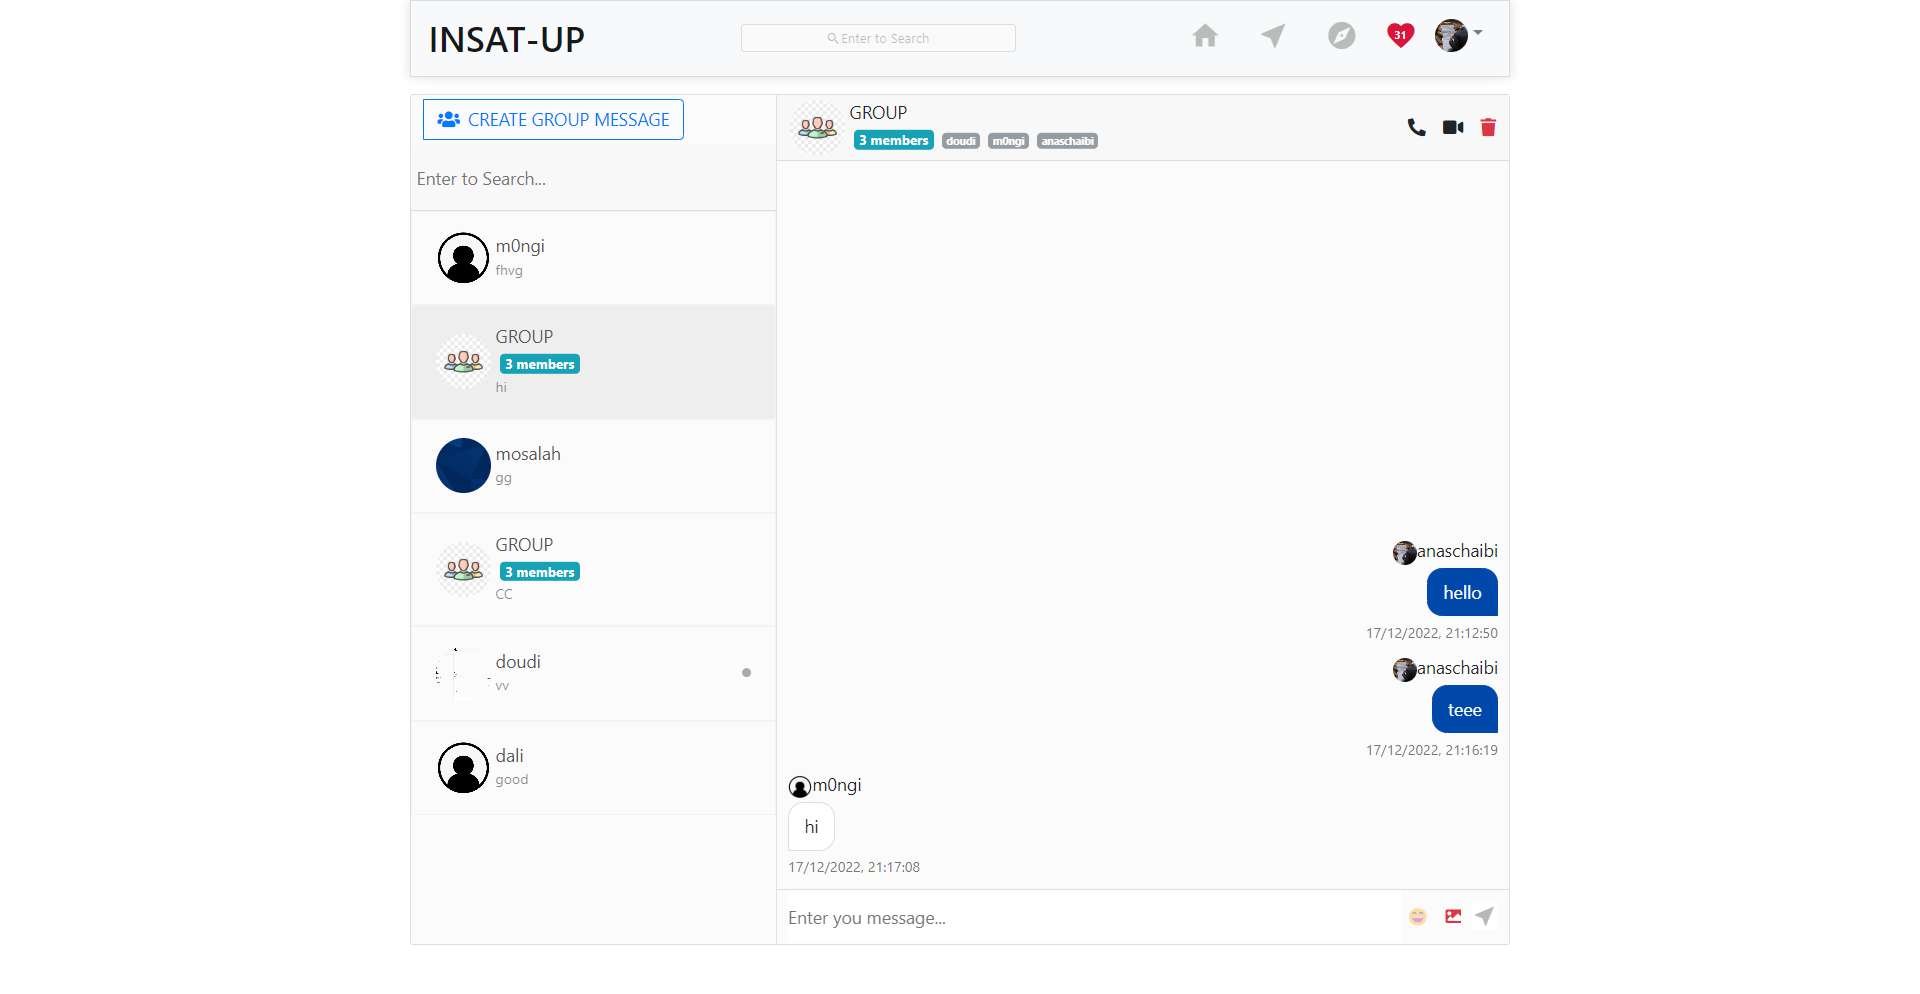 INSAT-UP
Enter to Search
31
CREATE GROUP MESSAGE
Enter to Search...
m0ngi
fhvg
GROUP
3 members
hi
mosalah
gg
GROUP
3 members
CC
doudi
vv
dali
good
GROUP
3 members doudi m0ngi anaschaibi
anaschaibi
hello
17/12/2022, 21:12:50
anaschaibi
teee
17/12/2022, 21:16:19
m0ngi
hi
17/12/2022, 21:17:08
Enter you message...